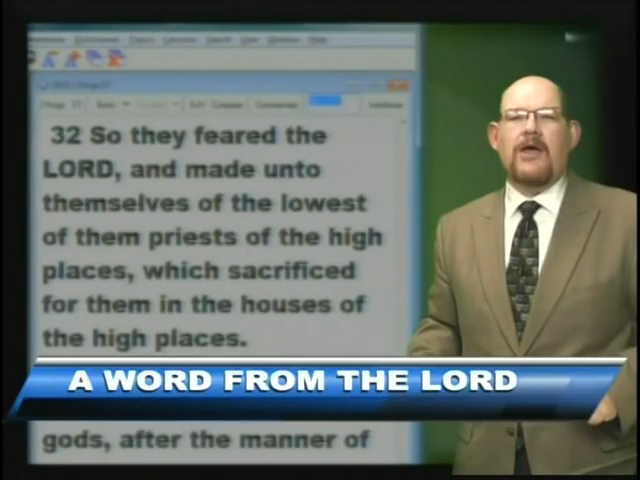 32 So they feared the
LORD, and made unto
themselves of the lowest
of them priests of the high
places, which sacrificed
for them in the houses of
the high places.
A WORD FROM THE LORD
gods, after the manner of